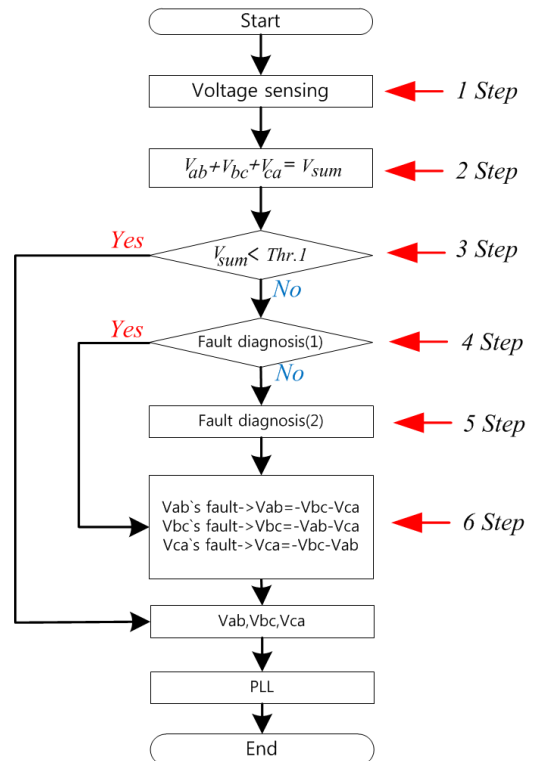 Start
Voltage sensing
1 Step
Vab+Vbc+Vca= Vsum
2 Step
Yes
Vsum< Thr.1
3 Step
No
Yes
Fault diagnosis(1)
4 Step
No
Fault diagnosis(2)
5 Step
Vab`s fault->Vab=-Vbc-Vca
Vbc`s fault->Vbc=-Vab-Vca
Vca`s fault->Vca=-Vbc-Vab
6 Step
Vab,Vbc,Vca
PLL
End